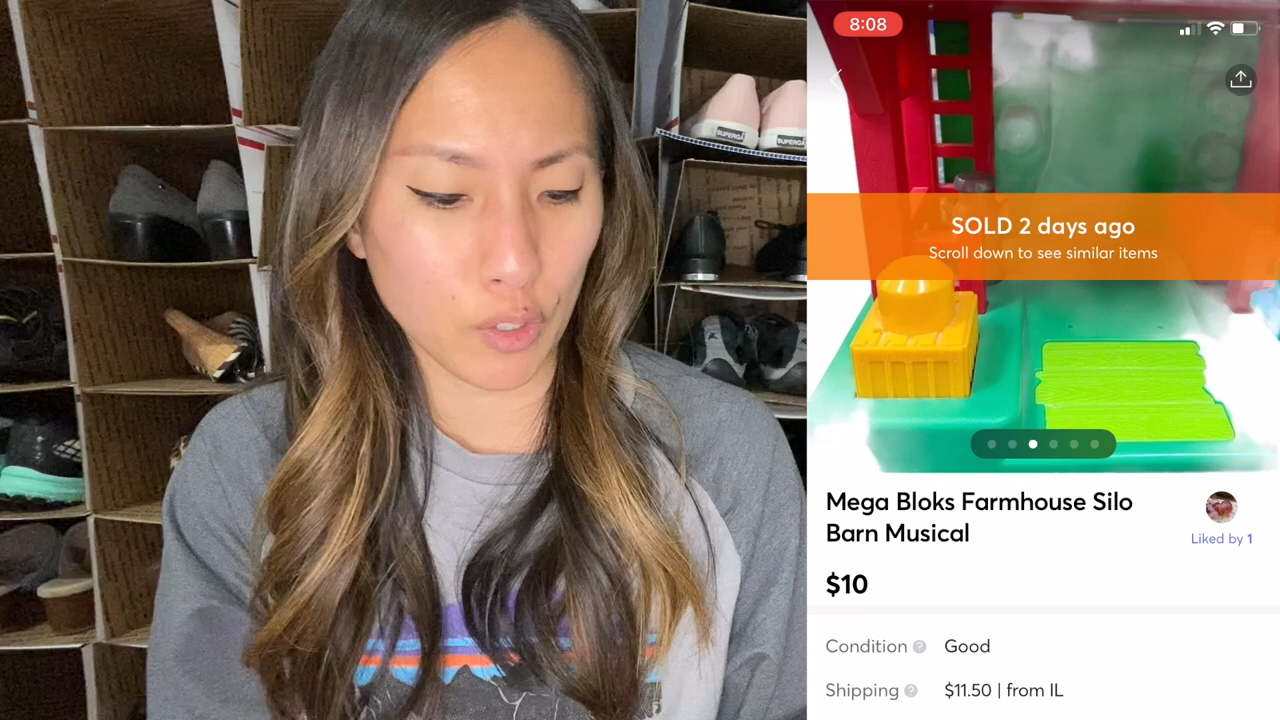 SUPERGA
SUPERGA
8:08
SOLD 2 days ago
Scroll down to see similar items
Mega Bloks Farmhouse Silo
Barn Musical
Liked by 1
$10
Condition ? Good
Shipping ? $11.50 | from IL